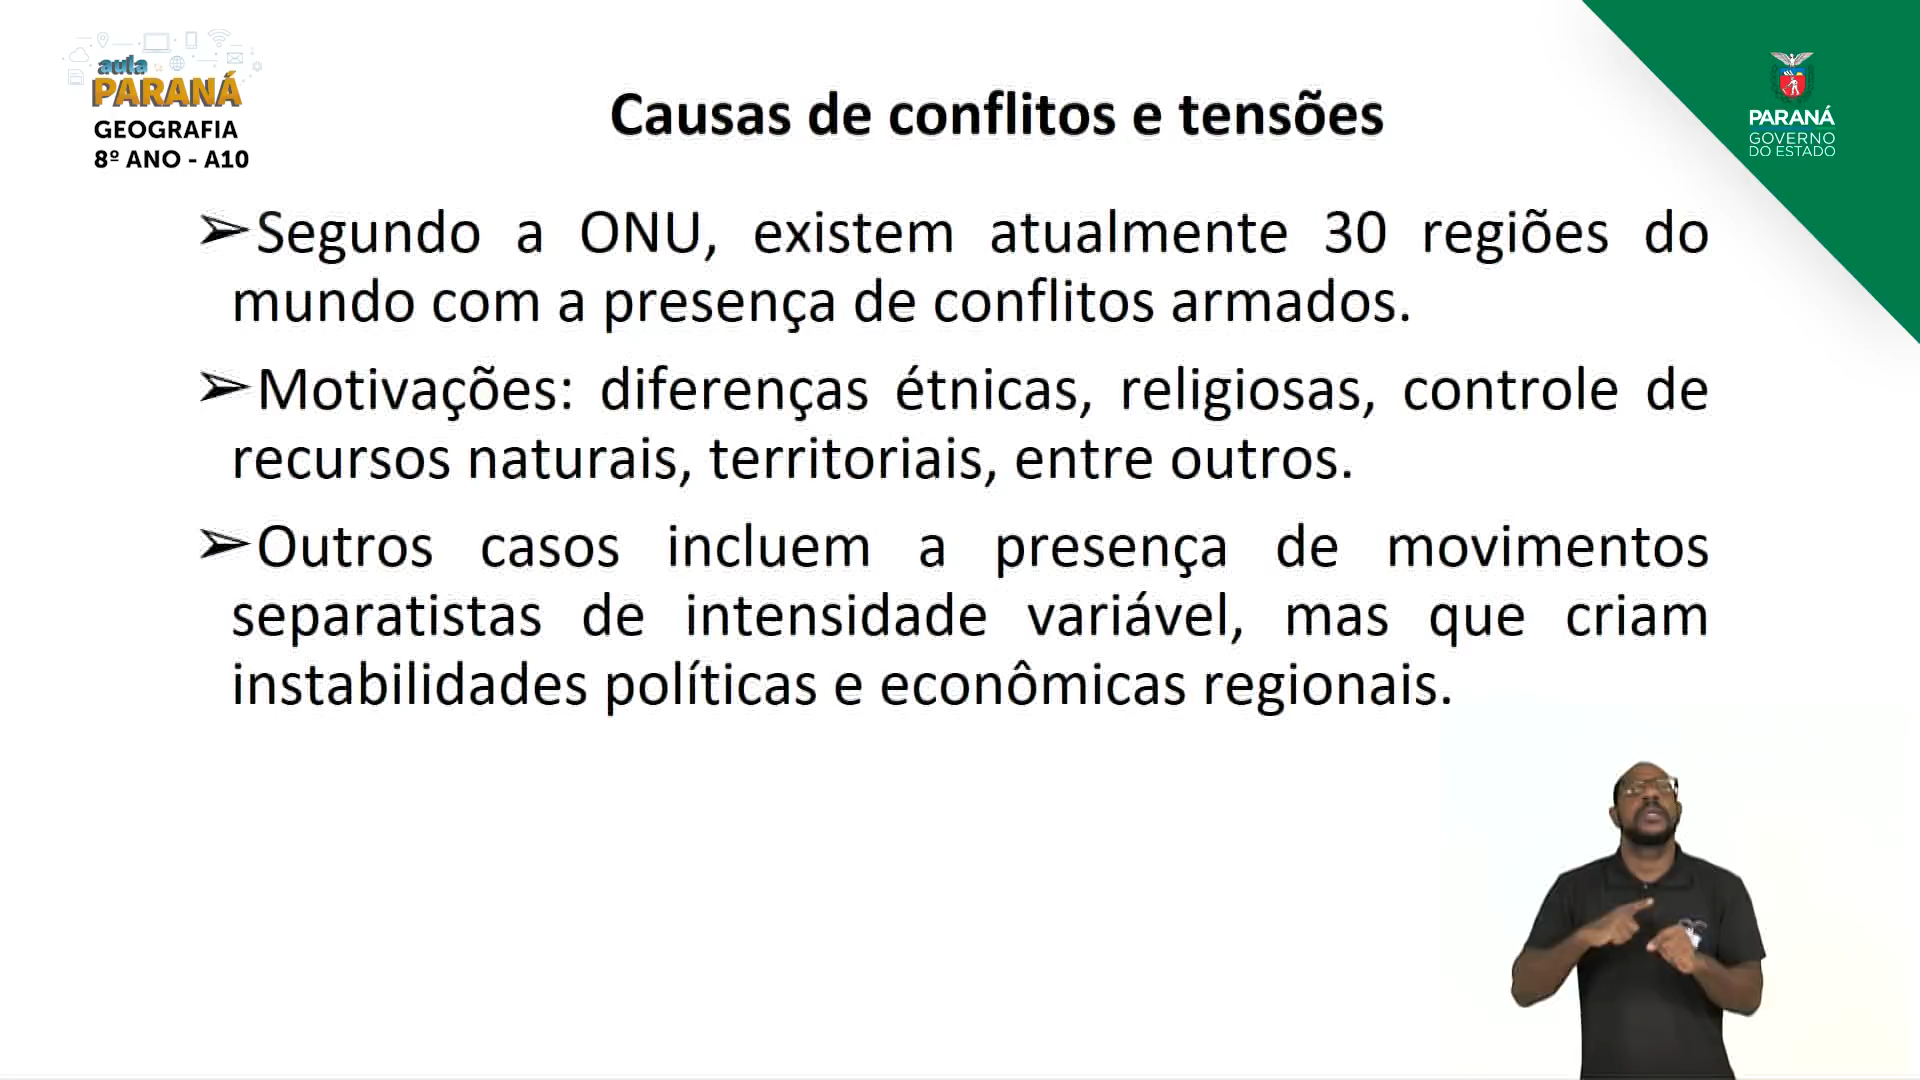 aula
PARANÁ
GEOGRAFIA
8º ANO - A10
Causas de conflitos e tensões
PARANÁ
GOVERNO
DO ESTADO
➢Segundo a ONU, existem atualmente 30 regiões do
mundo com a presença de conflitos armados.
➢Motivações: diferenças étnicas, religiosas, controle de
recursos naturais, territoriais, entre outros.
➢Outros casos incluem a presença de movimentos
separatistas de intensidade variável, mas que criam
instabilidades políticas e econômicas regionais.